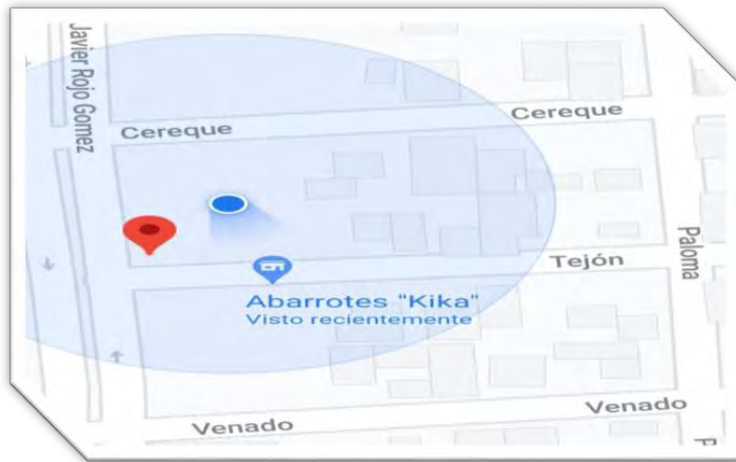 Javier Rojo Gomez
Cereque
Cereque
Paloma
Tejón
Abarrotes "Kika"
Visto recientemente
Venado
Venado